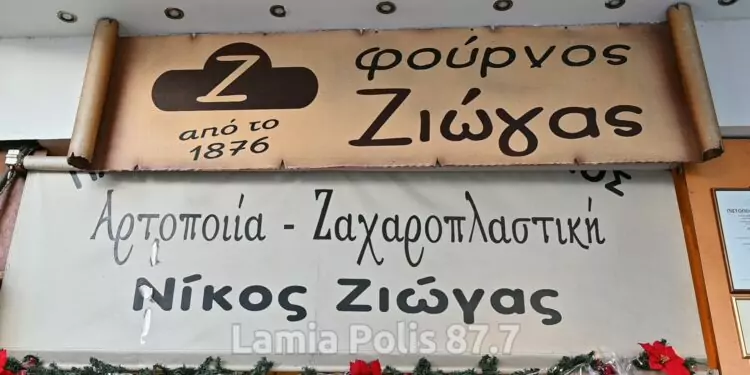 Z
από το
1876
φούρνος
Ζιώγας
Αρτοποιία - Ζαχαροπλαστική
Νίκος Ζιώγας
Lamia Polis 87.7